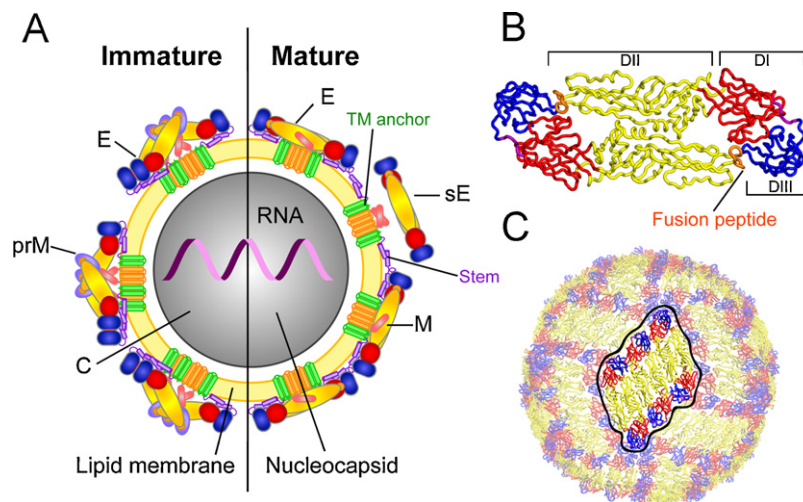 A
Immature
Mature
E
E
TM anchor
sE
RNA
prM
Stem
M
C
Lipid membrane
Nucleocapsid
B
DII
DI
DIII
Fusion peptide
C